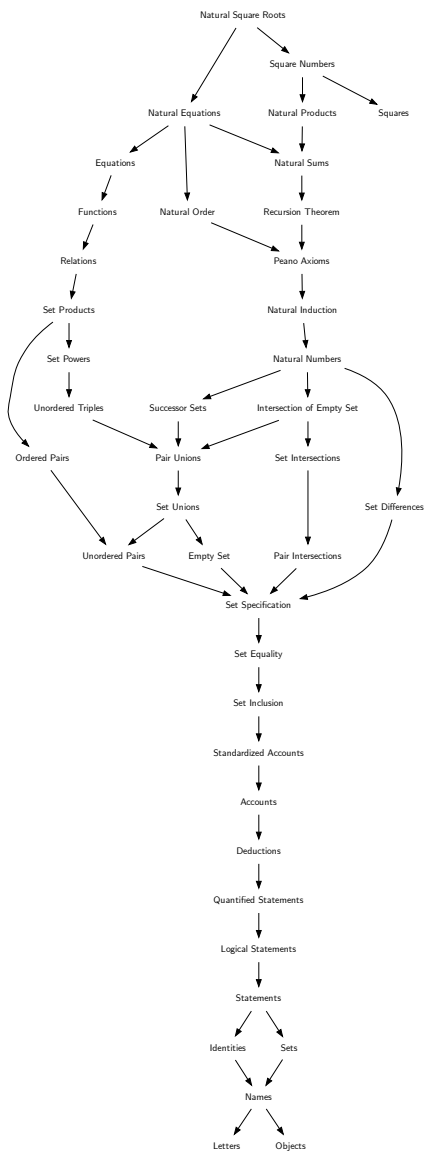 Natural Square Roots
Square Numbers
Natural Equations
Natural Products
Squares
Equations
Natural Sums
Functions
Natural Order
Recursion Theorem
Relations
Peano Axioms
Set Products
Natural Induction
Set Powers
Natural Numbers
Unordered Triples
Successor Sets
Intersection of Empty Set
Ordered Pairs
Pair Unions
Set Intersections
Set Unions
Set Differences
Unordered Pairs
Empty Set
Pair Intersections
Set Specification
Set Equality
Set Inclusion
Standardized Accounts
Accounts
Deductions
Quantified Statements
Logical Statements
Statements
Identities
Sets
Names
Letters
Objects